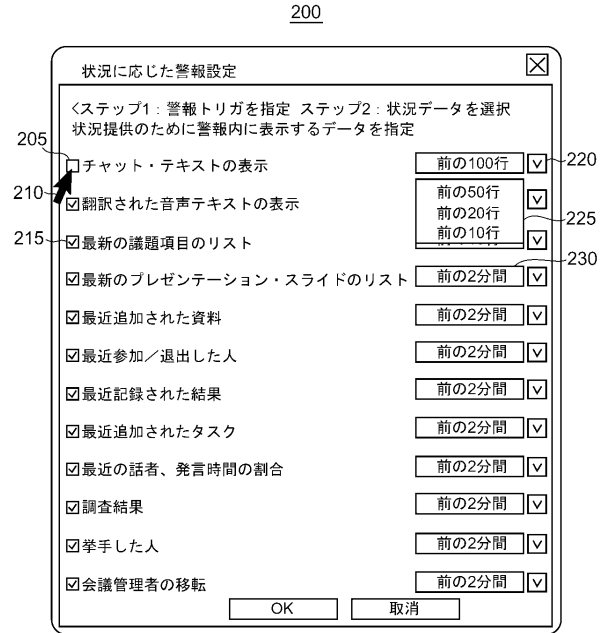 200
状況に応じた警報設定
<ステップ1：警報トリガを指定 ステップ2：状況データを選択
状況提供のために警報内に表示するデータを指定
205
チャット・テキストの表示 前の100行 220
210
翻訳された音声テキストの表示 前の50行
前の20行 225
215 最新の議題項目のリスト 前の10行
230
最新のプレゼンテーション・スライドのリスト 前の2分間
最近追加された資料 前の2分間
最近参加／退出した人 前の2分間
最近記録された結果 前の2分間
最近追加されたタスク 前の2分間
最近の話者、発言時間の割合 前の2分間
調査結果 前の2分間
挙手した人 前の2分間
会議管理者の移転 前の2分間
OK 取消